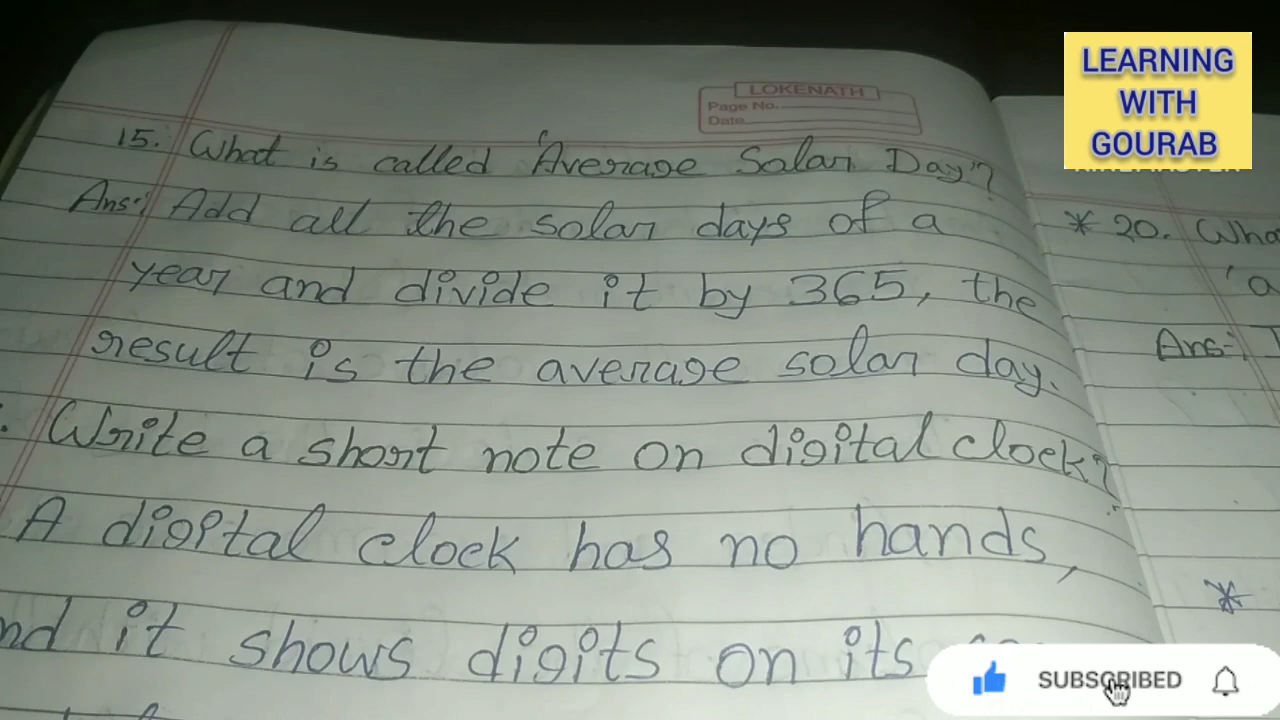 LEARNING
WITH
GOURAB
LOKENATH
Page No.
Date
15. What is called 'Average Solar Day'?
Ans:- Add all the solar days of a
year and divide it by 365, the
result is the average solar day.
Write a short note on digital clock?
A digital clock has no hands,
nd it shows digits on its
* 20. Wha
'a
Ans:-
*
SUBSCRIBED